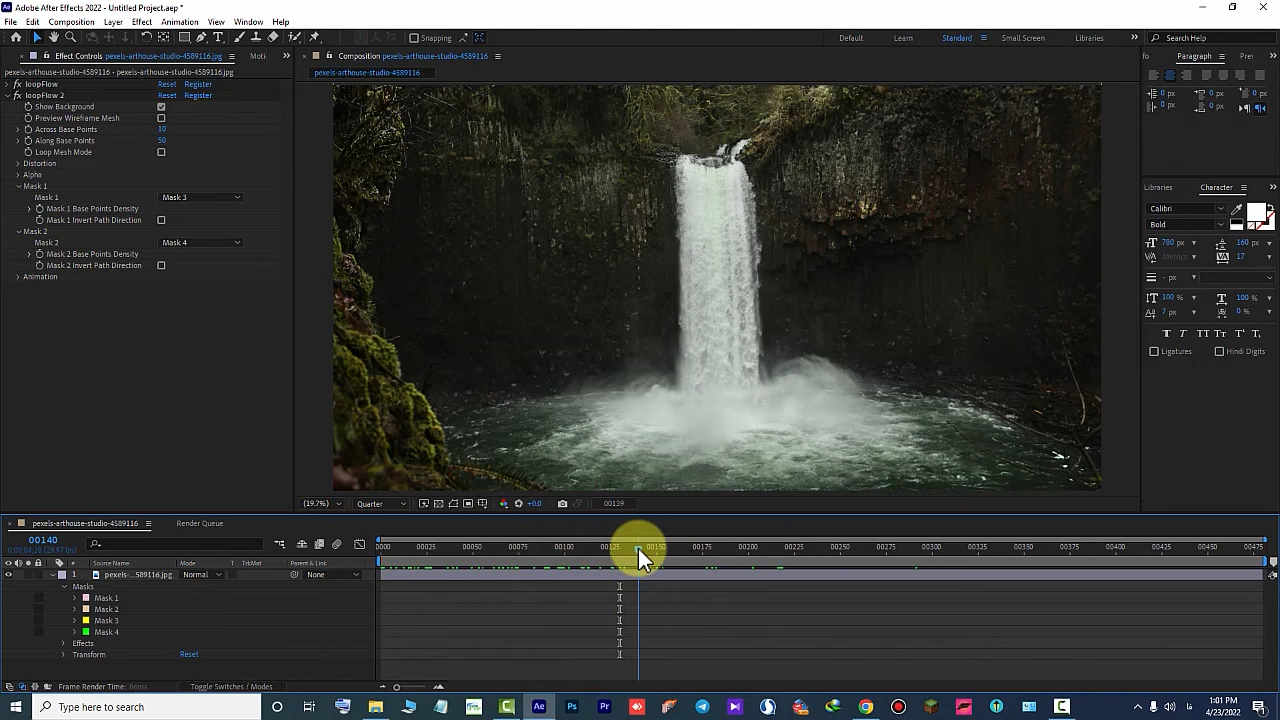 Adobe After Effects 2022 - Untitled Project.aep *
File Edit Composition Layer Effect Animation View Window Help
Snapping
Default Learn Standard Small Screen Libraries
Search Help
Effect Controls pexels-arthouse-studio-4589116.jpg
Moti
pexels-arthouse-studio-4589116 • pexels-arthouse-studio-4589116.jpg
fx loopFlow Reset Register
fx loopFlow 2 Reset Register
Show Background
Preview Wireframe Mesh
Across Base Points 10
Along Base Points 50
Loop Mesh Mode
Distortion
Alpha
Mask 1
Mask 1 Mask 3
Mask 1 Base Points Density
Mask 1 Invert Path Direction
Mask 2
Mask 2 Mask 4
Mask 2 Base Points Density
Mask 2 Invert Path Direction
Animation
Composition pexels-arthouse-studio-4589116
pexels-arthouse-studio-4589116
(19.7%) Quarter +0.0 00139
Paragraph Pre
0 px 0 px 0 px
0 px 0 px
Libraries Character
Calibri
Bold
780 px 160 px
Metrics 17
- px
100 % 100 %
7 px 0 %
Ligatures Hindi Digits
pexels-arthouse-studio-4589116 Render Queue
00140
0:00:04:20 (29.97 fps)
0000 00025 00050 00075 00100 00125 00150 00175 00200 00225 00250 00275 00300 00325 00350 00375 00400 00425 00450 00475
# Source Name Mode T TrkMat Parent & Link
1 pexels-...589116.jpg Normal None
Masks
Mask 1
Mask 2
Mask 3
Mask 4
Effects
Transform Reset
Frame Render Time: 8ms Toggle Switches / Modes
Type here to search
1:01 PM
4/23/2022